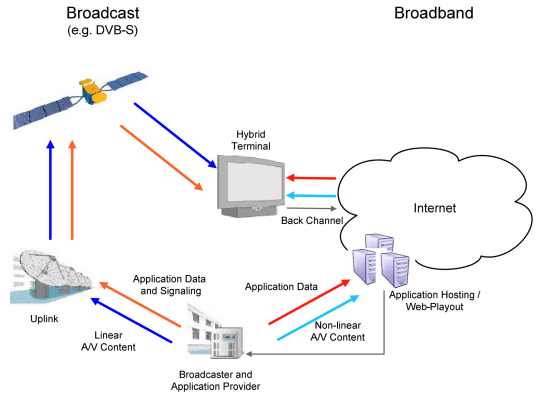 Broadcast
(e.g. DVB-S)
Broadband
Hybrid
Terminal
Internet
Back Channel
Application Data
and Signaling
Application Data
Application Hosting /
Web-Playout
Uplink
Linear
A/V Content
Non-linear
A/V Content
Broadcaster and
Application Provider